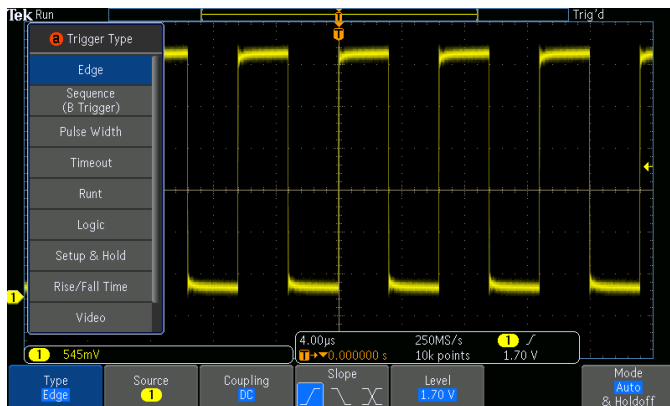 Tek Run Trig'd
T
T
a Trigger Type
Edge
Sequence
(B Trigger)
Pulse Width
Timeout
Runt
Logic
Setup & Hold
Rise/Fall Time
Video
1
1 545mV
4.00µs 250MS/s 1
T→▼0.000000 s 10k points 1.70 V
Type
Edge
Source
1
Coupling
DC
Slope
Level
1.70 V
Mode
Auto
& Holdoff